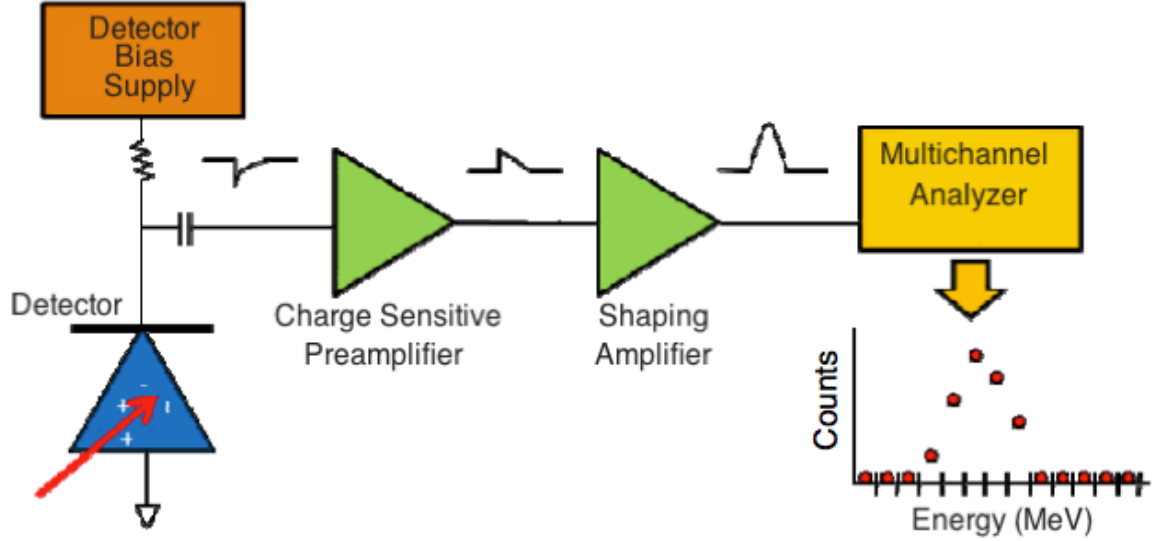 Detector
Bias
Supply
Multichannel
Analyzer
Detector
Charge Sensitive
Preamplifier
Shaping
Amplifier
Counts
Energy (MeV)